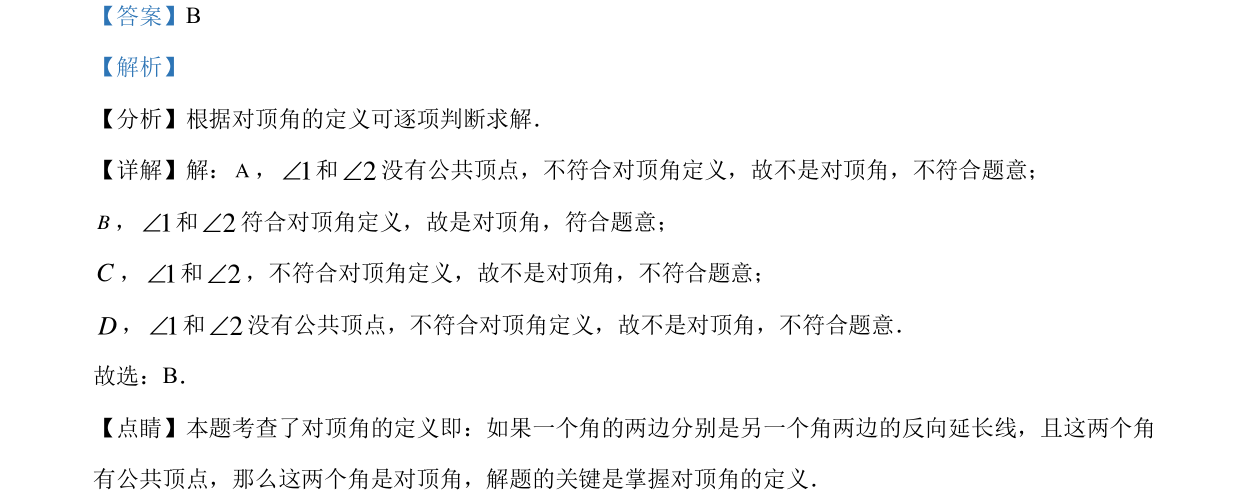 【答案】B
【解析】
【分析】根据对顶角的定义可逐项判断求解．
【详解】解：A，∠1和∠2没有公共顶点，不符合对顶角定义，故不是对顶角，不符合题意；
B，∠1和∠2符合对顶角定义，故是对顶角，符合题意；
C，∠1和∠2，不符合对顶角定义，故不是对顶角，不符合题意；
D，∠1和∠2没有公共顶点，不符合对顶角定义，故不是对顶角，不符合题意．
故选：B．
【点睛】本题考查了对顶角的定义即：如果一个角的两边分别是另一个角两边的反向延长线，且这两个角
有公共顶点，那么这两个角是对顶角，解题的关键是掌握对顶角的定义．